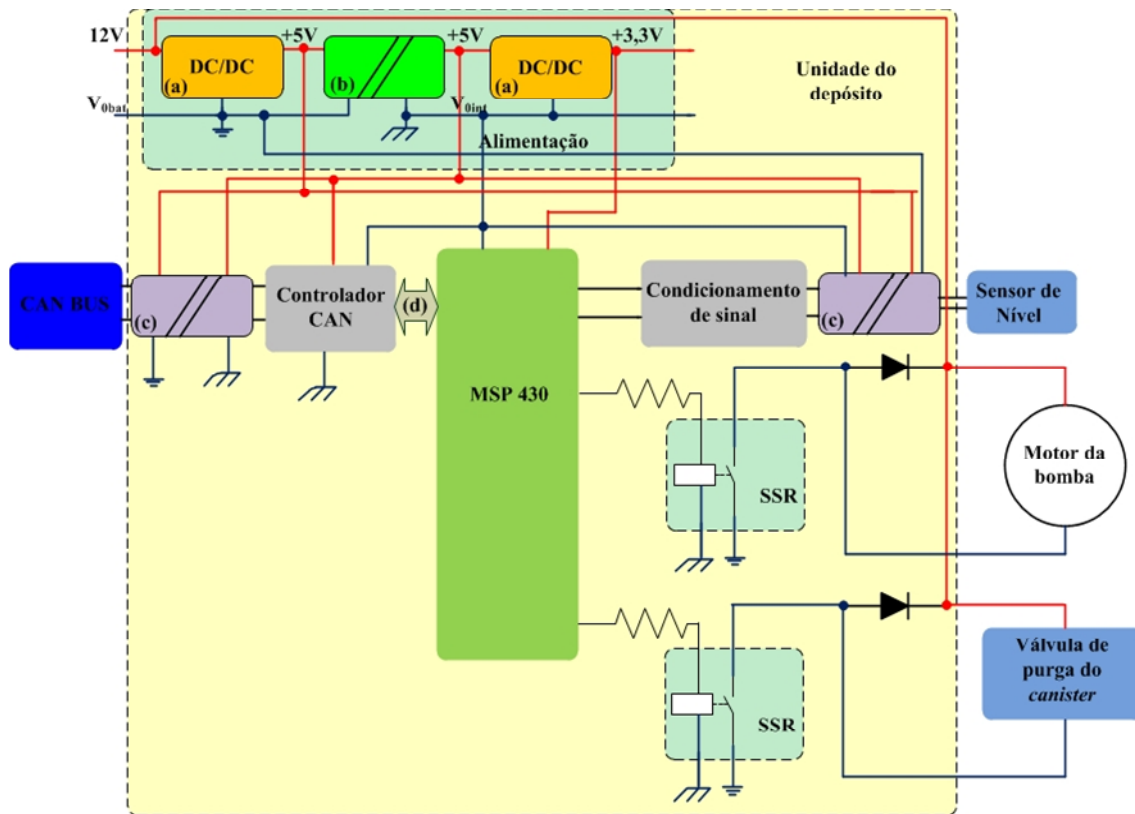 12V
+5V
+5V
+3,3V
DC/DC
(a)
(b)
DC/DC
(a)
Unidade do
depósito
V0bat
V0int
Alimentação
CAN BUS
(c)
Controlador
CAN
(d)
MSP 430
Condicionamento
de sinal
(c)
Sensor de
Nível
SSR
Motor da
bomba
SSR
Válvula de
purga do
canister